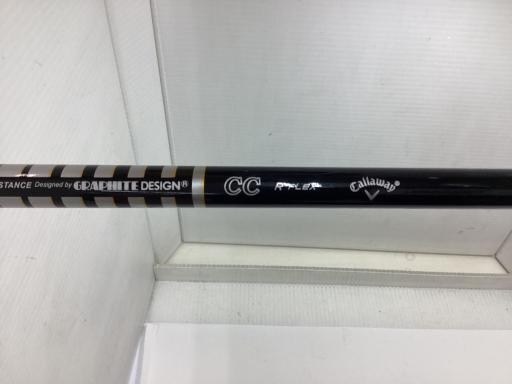 STANCE Designed by GRAPHITE DESIGN® CC R-FLEX Callaway®